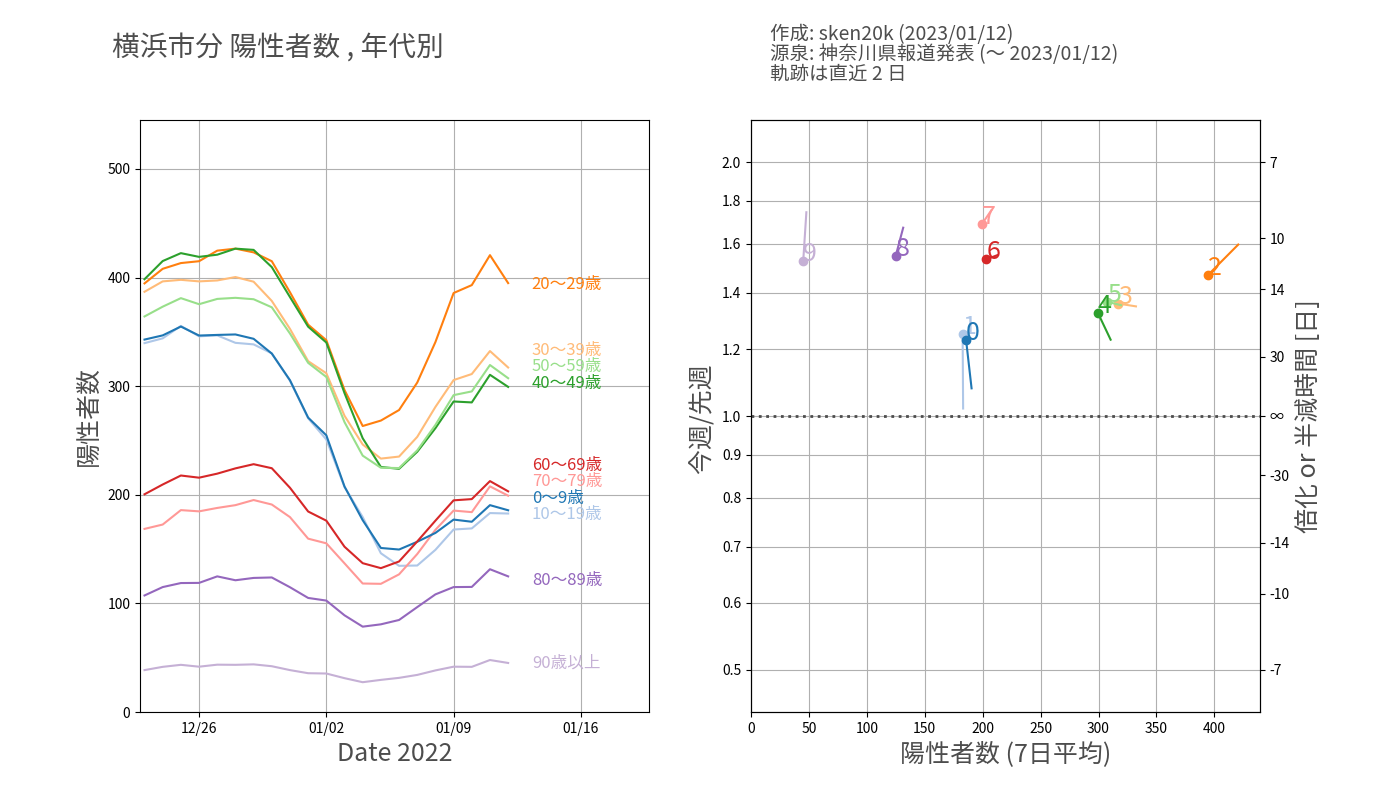 横浜市分 陽性者数 , 年代別
作成: sken20k (2023/01/12)
源泉: 神奈川県報道発表 (〜 2023/01/12)
軌跡は直近 2 日
陽性者数
500
400
300
200
100
0
12/26
01/02
01/09
01/16
Date 2022
20〜29歳
30〜39歳
50〜59歳
40〜49歳
60〜69歳
70〜79歳
0〜9歳
10〜19歳
80〜89歳
90歳以上
今週/先週
2.0
1.8
1.6
1.4
1.2
1.0
0.9
0.8
0.7
0.6
0.5
9
8
7
6
2
5
3
4
1
0
0
50
100
150
200
250
300
350
400
陽性者数 (7日平均)
7
10
14
30
∞
-30
-14
-10
-7
倍化 or 半減時間 [日]